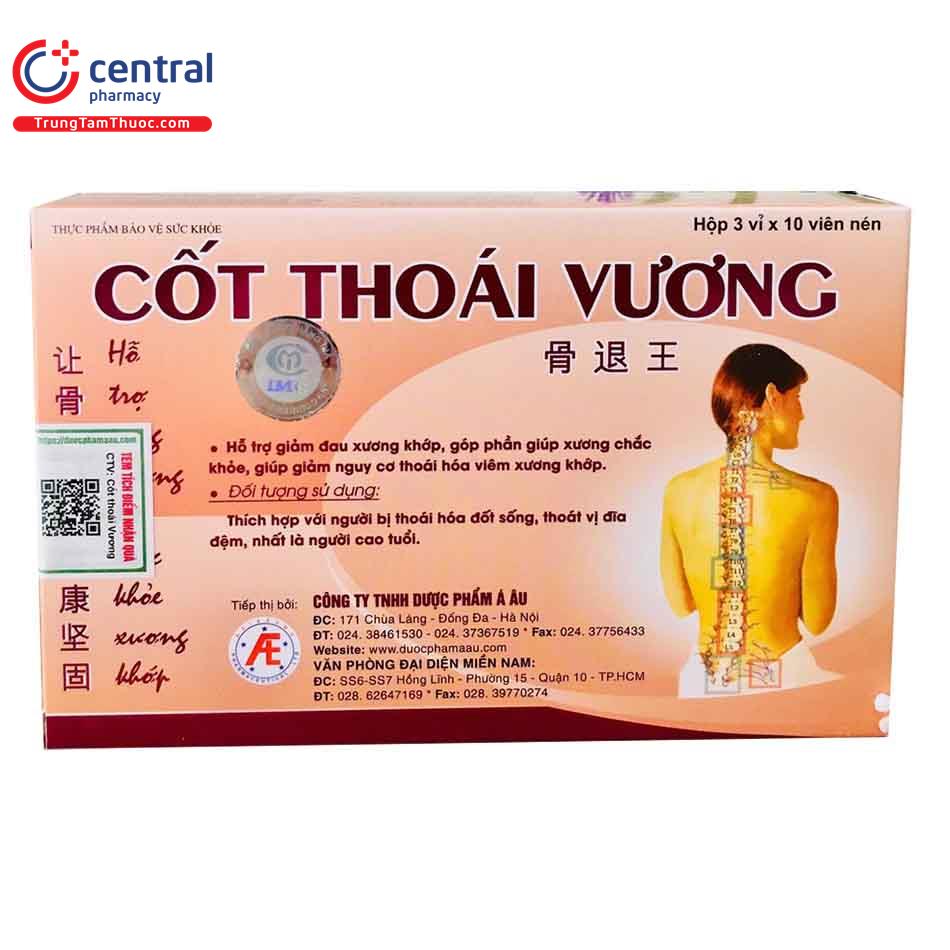 central
pharmacy
TrungTamThuoc.com
THỰC PHẨM BẢO VỆ SỨC KHỎE
Hộp 3 vỉ x 10 viên nén
CỐT THOÁI VƯƠNG
骨退王
让
骨
康
坚
固
Hỗ
trợ
khỏe
xương
khớp
• Hỗ trợ giảm đau xương khớp, góp phần giúp xương chắc
khỏe, giúp giảm nguy cơ thoái hóa viêm xương khớp.
• Đối tượng sử dụng:
Thích hợp với người bị thoái hóa đốt sống, thoát vị đĩa
đệm, nhất là người cao tuổi.
https://duocphamaau.com
TEM TÍCH ĐIỂM NHẬN QUÀ
CTV: Cốt thoái Vương
Tiếp thị bởi:
CÔNG TY TNHH DƯỢC PHẨM Á ÂU
ĐC: 171 Chùa Láng - Đống Đa - Hà Nội
ĐT: 024. 38461530 - 024. 37367519 * Fax: 024. 37756433
Website: www.duocphamaau.com
VĂN PHÒNG ĐẠI DIỆN MIỀN NAM:
ĐC: SS6-SS7 Hồng Lĩnh - Phường 15 - Quận 10 - TP.HCM
ĐT: 028. 62647169 * Fax: 028. 39770274
Æ